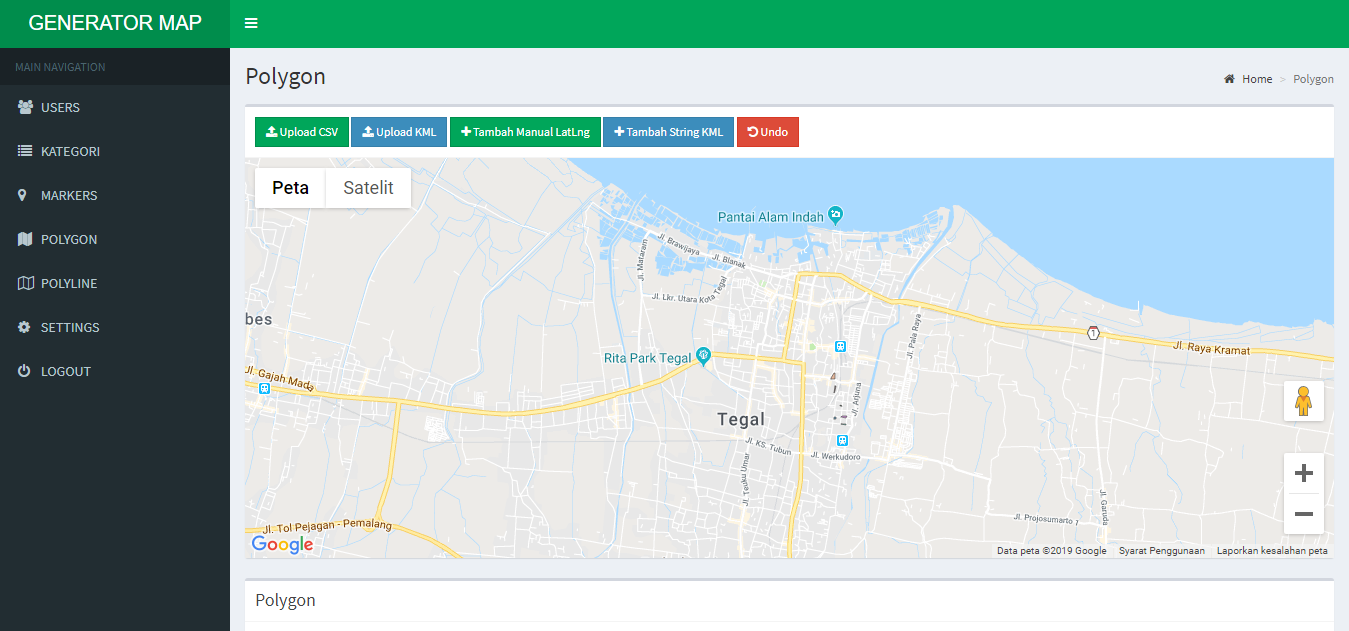 GENERATOR MAP
MAIN NAVIGATION
USERS
KATEGORI
MARKERS
POLYGON
POLYLINE
SETTINGS
LOGOUT
Polygon
Home > Polygon
Upload CSV Upload KML Tambah Manual LatLng Tambah String KML Undo
Peta Satelit
Pantai Alam Indah
Jl. Brawijaya
Jl. Blanak
Jl. Mataram
Jl. Lkr. Utara Kota Tegal
bes
Jl. Pala Raya
1
Jl. Raya Kramat
Rita Park Tegal
Jl. Gajah Mada
Jl. Arjuna
Tegal
Jl. KS. Tubun
Jl. Werkudoro
Jl. Teuku Umar
Jl. Garuda
Jl. Projosumarto 1
Jl. Tol Pejagan - Pemalang
Google
Data peta ©2019 Google Syarat Penggunaan Laporkan kesalahan peta
Polygon